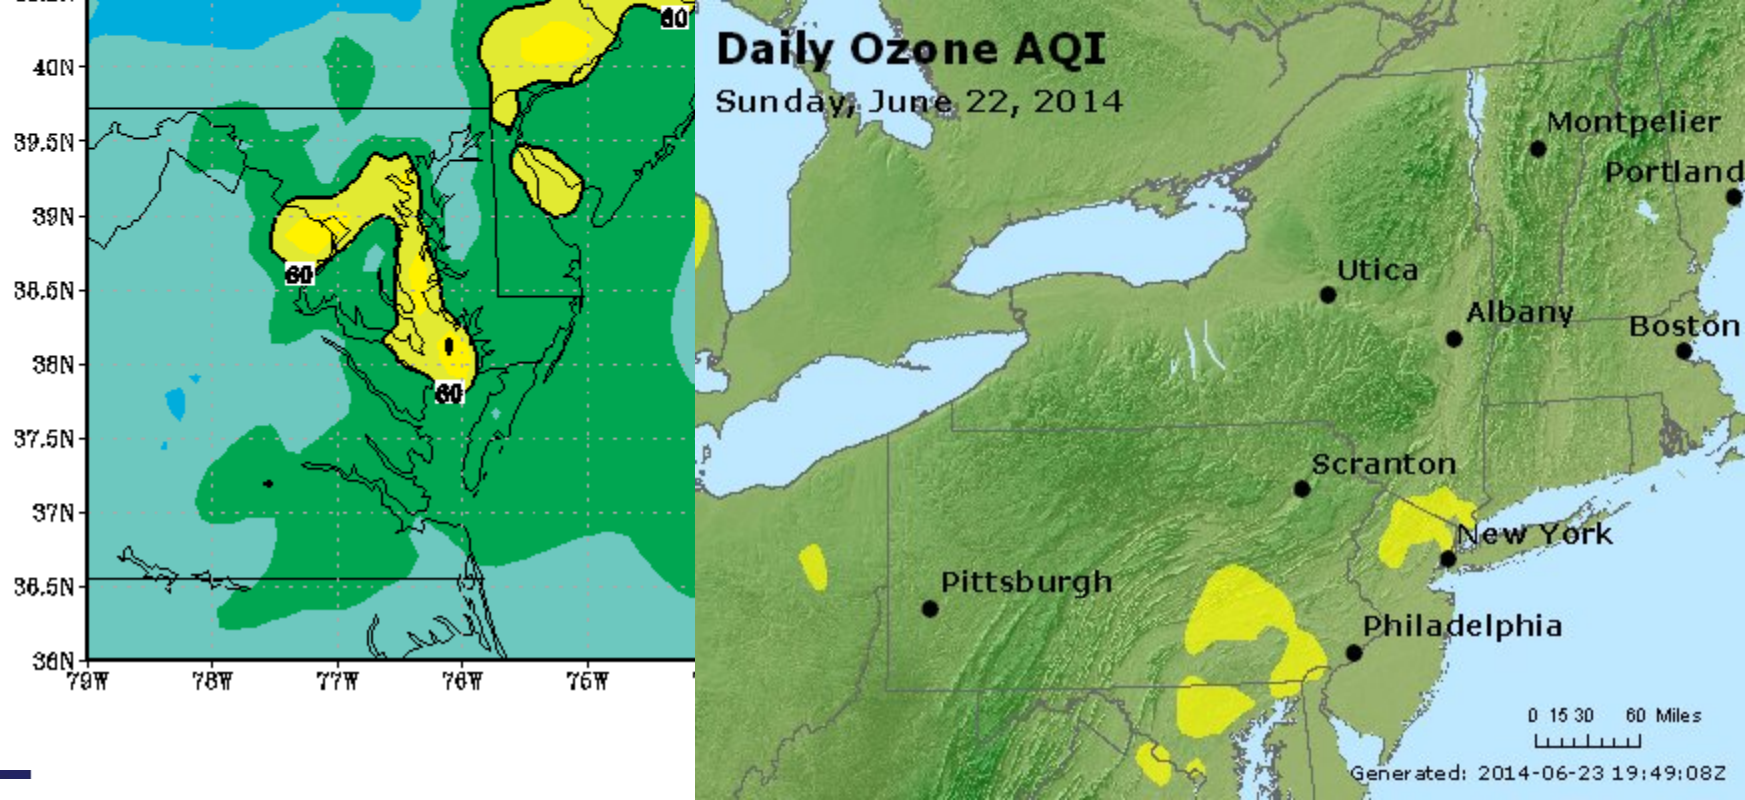 60
40N
39.5N
39N
38.5N
60
38N
60
37.5N
37N
36.5N
36N
79W 78W 77W 76W 75W
Daily Ozone AQI
Sunday, June 22, 2014
Montpelier
Portland
Utica
Albany
Boston
Scranton
New York
Pittsburgh
Philadelphia
0 15 30 60 Miles
Generated: 2014-06-23 19:49:08Z